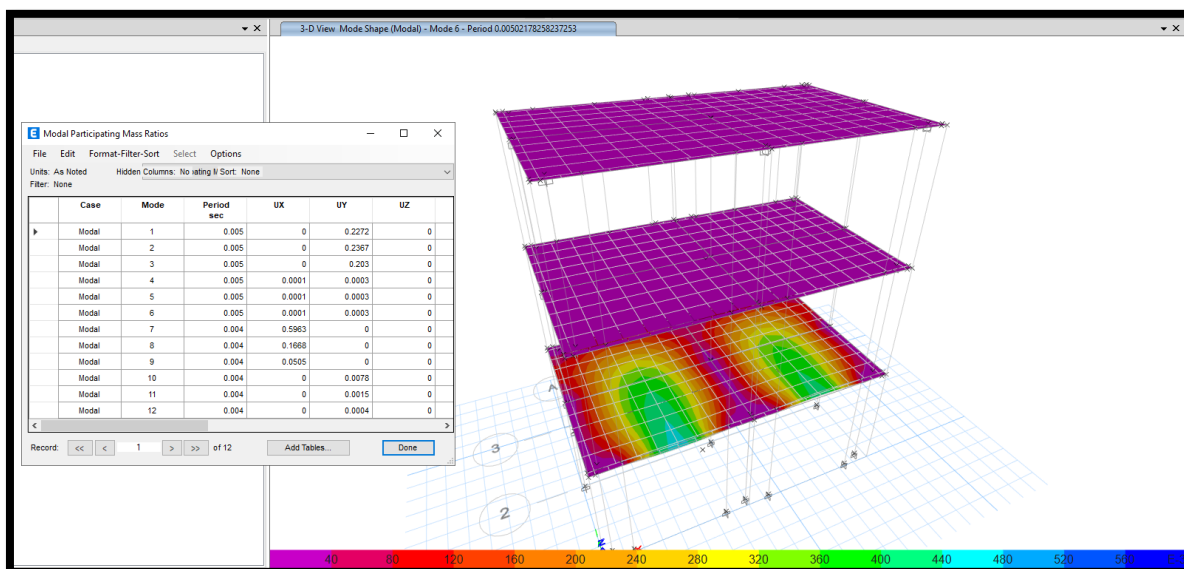 3-D View Mode Shape (Modal) - Mode 6 - Period 0.00502178258237253
Modal Participating Mass Ratios
File Edit Format-Filter-Sort Select Options
Units: As Noted Hidden Columns: No Sort: None
Filter: None
Case Mode Period UX UY UZ
sec
Modal 1 0.005 0 0.2272 0
Modal 2 0.005 0 0.2367 0
Modal 3 0.005 0 0.203 0
Modal 4 0.005 0.0001 0.0003 0
Modal 5 0.005 0.0001 0.0003 0
Modal 6 0.005 0.0001 0.0003 0
Modal 7 0.004 0.5963 0 0
Modal 8 0.004 0.1668 0 0
Modal 9 0.004 0.0505 0 0
Modal 10 0.004 0 0.0078 0
Modal 11 0.004 0 0.0015 0
Modal 12 0.004 0 0.0004 0
Record: << < 1 > >> of 12 Add Tables... Done
A
3
2
40 80 120 160 200 240 280 320 360 400 440 480 520 560